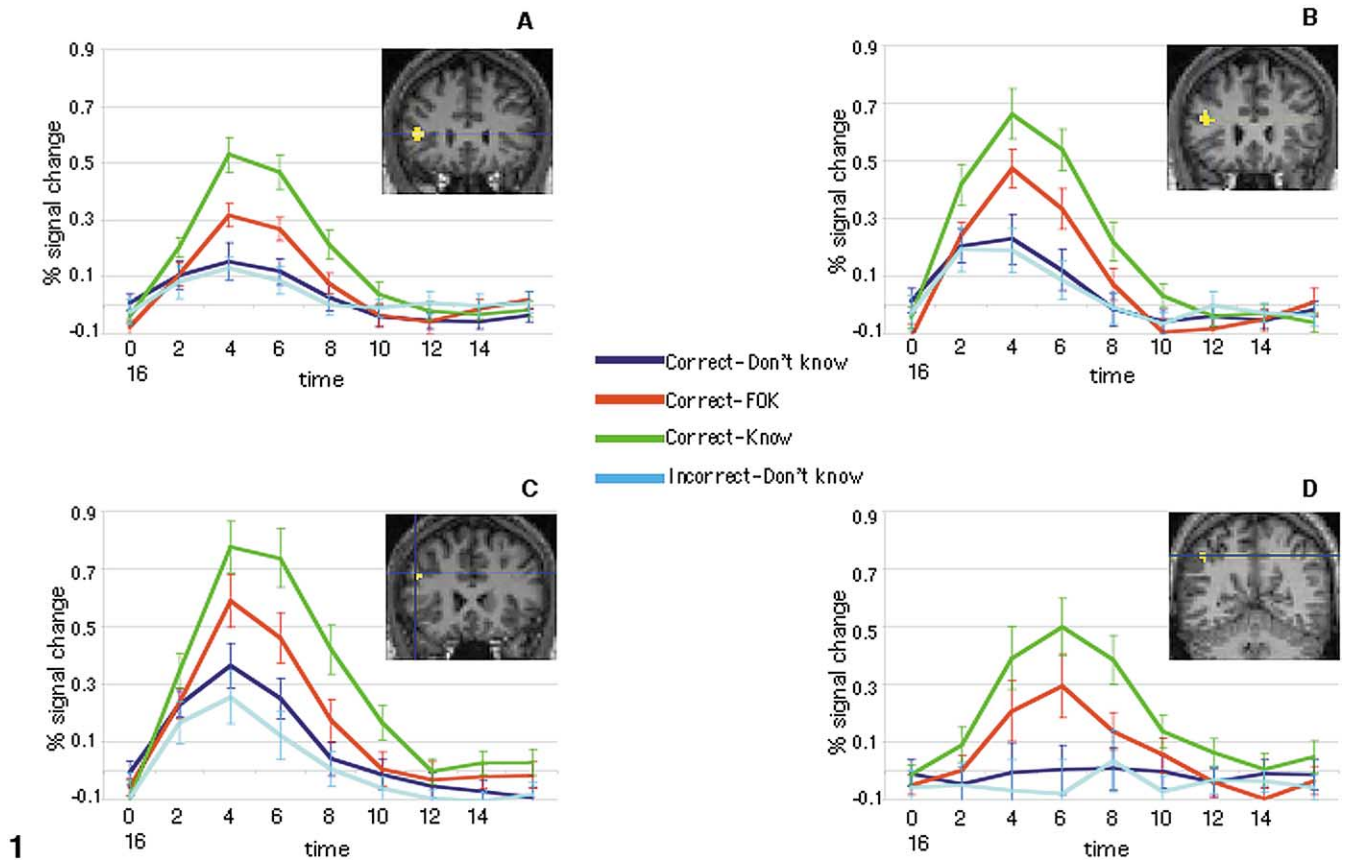 A
% signal change
0.9
0.7
0.5
0.3
0.1
-0.1
0 2 4 6 8 10 12 14
16
time
B
% signal change
0.9
0.7
0.5
0.3
0.1
-0.1
0 2 4 6 8 10 12 14
16
time
Correct-Don't know
Correct-FOK
Correct-Know
Incorrect-Don't know
C
% signal change
0.9
0.7
0.5
0.3
0.1
-0.1
0 2 4 6 8 10 12 14
16
time
D
% signal change
0.9
0.7
0.5
0.3
0.1
-0.1
0 2 4 6 8 10 12 14
16
time
1